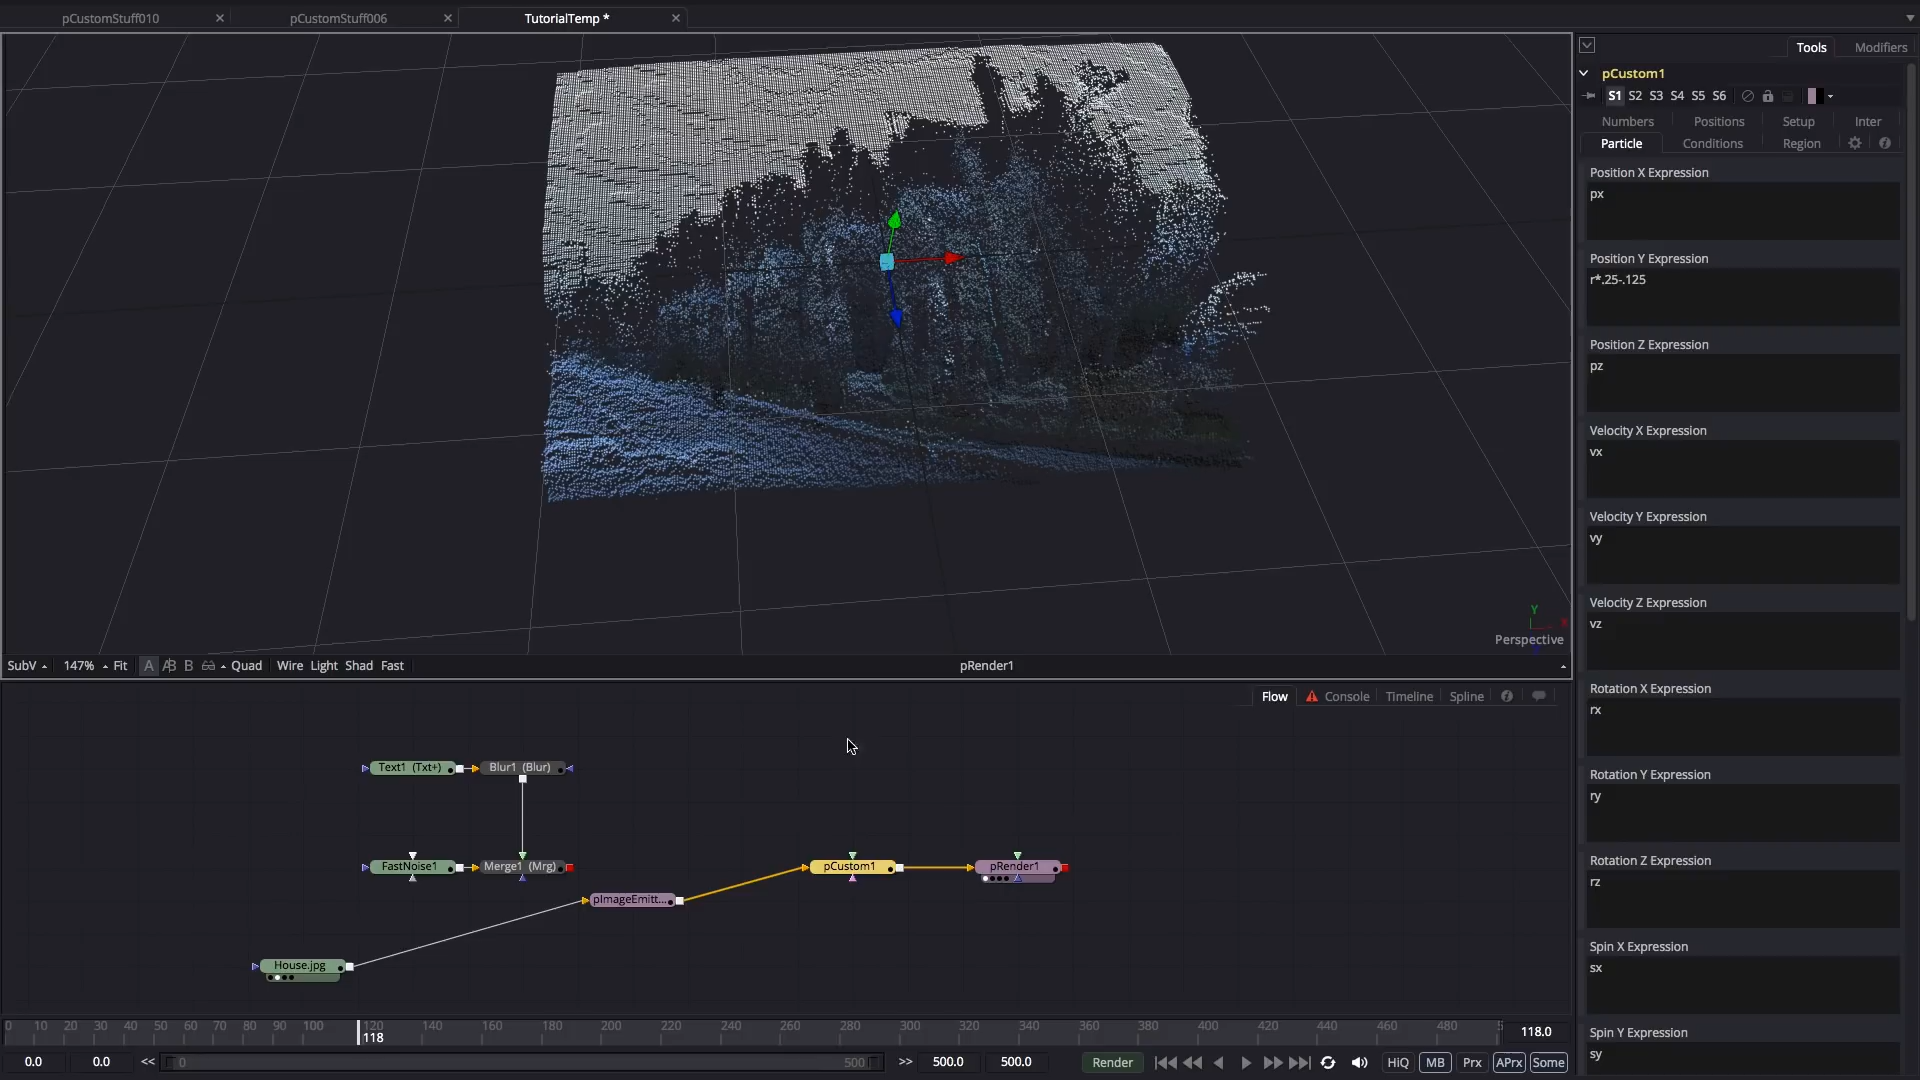 pCustomStuff010
pCustomStuff006
TutorialTemp *
Tools
Modifiers
pCustom1
S1 S2 S3 S4 S5 S6
Numbers
Positions
Setup
Inter
Particle
Conditions
Region
Position X Expression
px
Position Y Expression
r*.25-.125
Position Z Expression
pz
Velocity X Expression
vx
Velocity Y Expression
vy
Velocity Z Expression
vz
Rotation X Expression
rx
Rotation Y Expression
ry
Rotation Z Expression
rz
Spin X Expression
sx
Spin Y Expression
sy
Y
Perspective
SubV 147% Fit A B Quad Wire Light Shad Fast
pRender1
Flow
Console
Timeline
Spline
Text1 (Txt+)
Blur1 (Blur)
FastNoise1
Merge1 (Mrg)
pCustom1
pRender1
pImageEmitt...
House.jpg
0 10 20 30 40 50 60 70 80 90 100 120 140 160 180 200 220 240 260 280 300 320 340 360 380 400 420 440 460 480
118
118.0
0.0 0.0 << 0 500 >> 500.0 500.0 Render HiQ MB Prx APrx Some